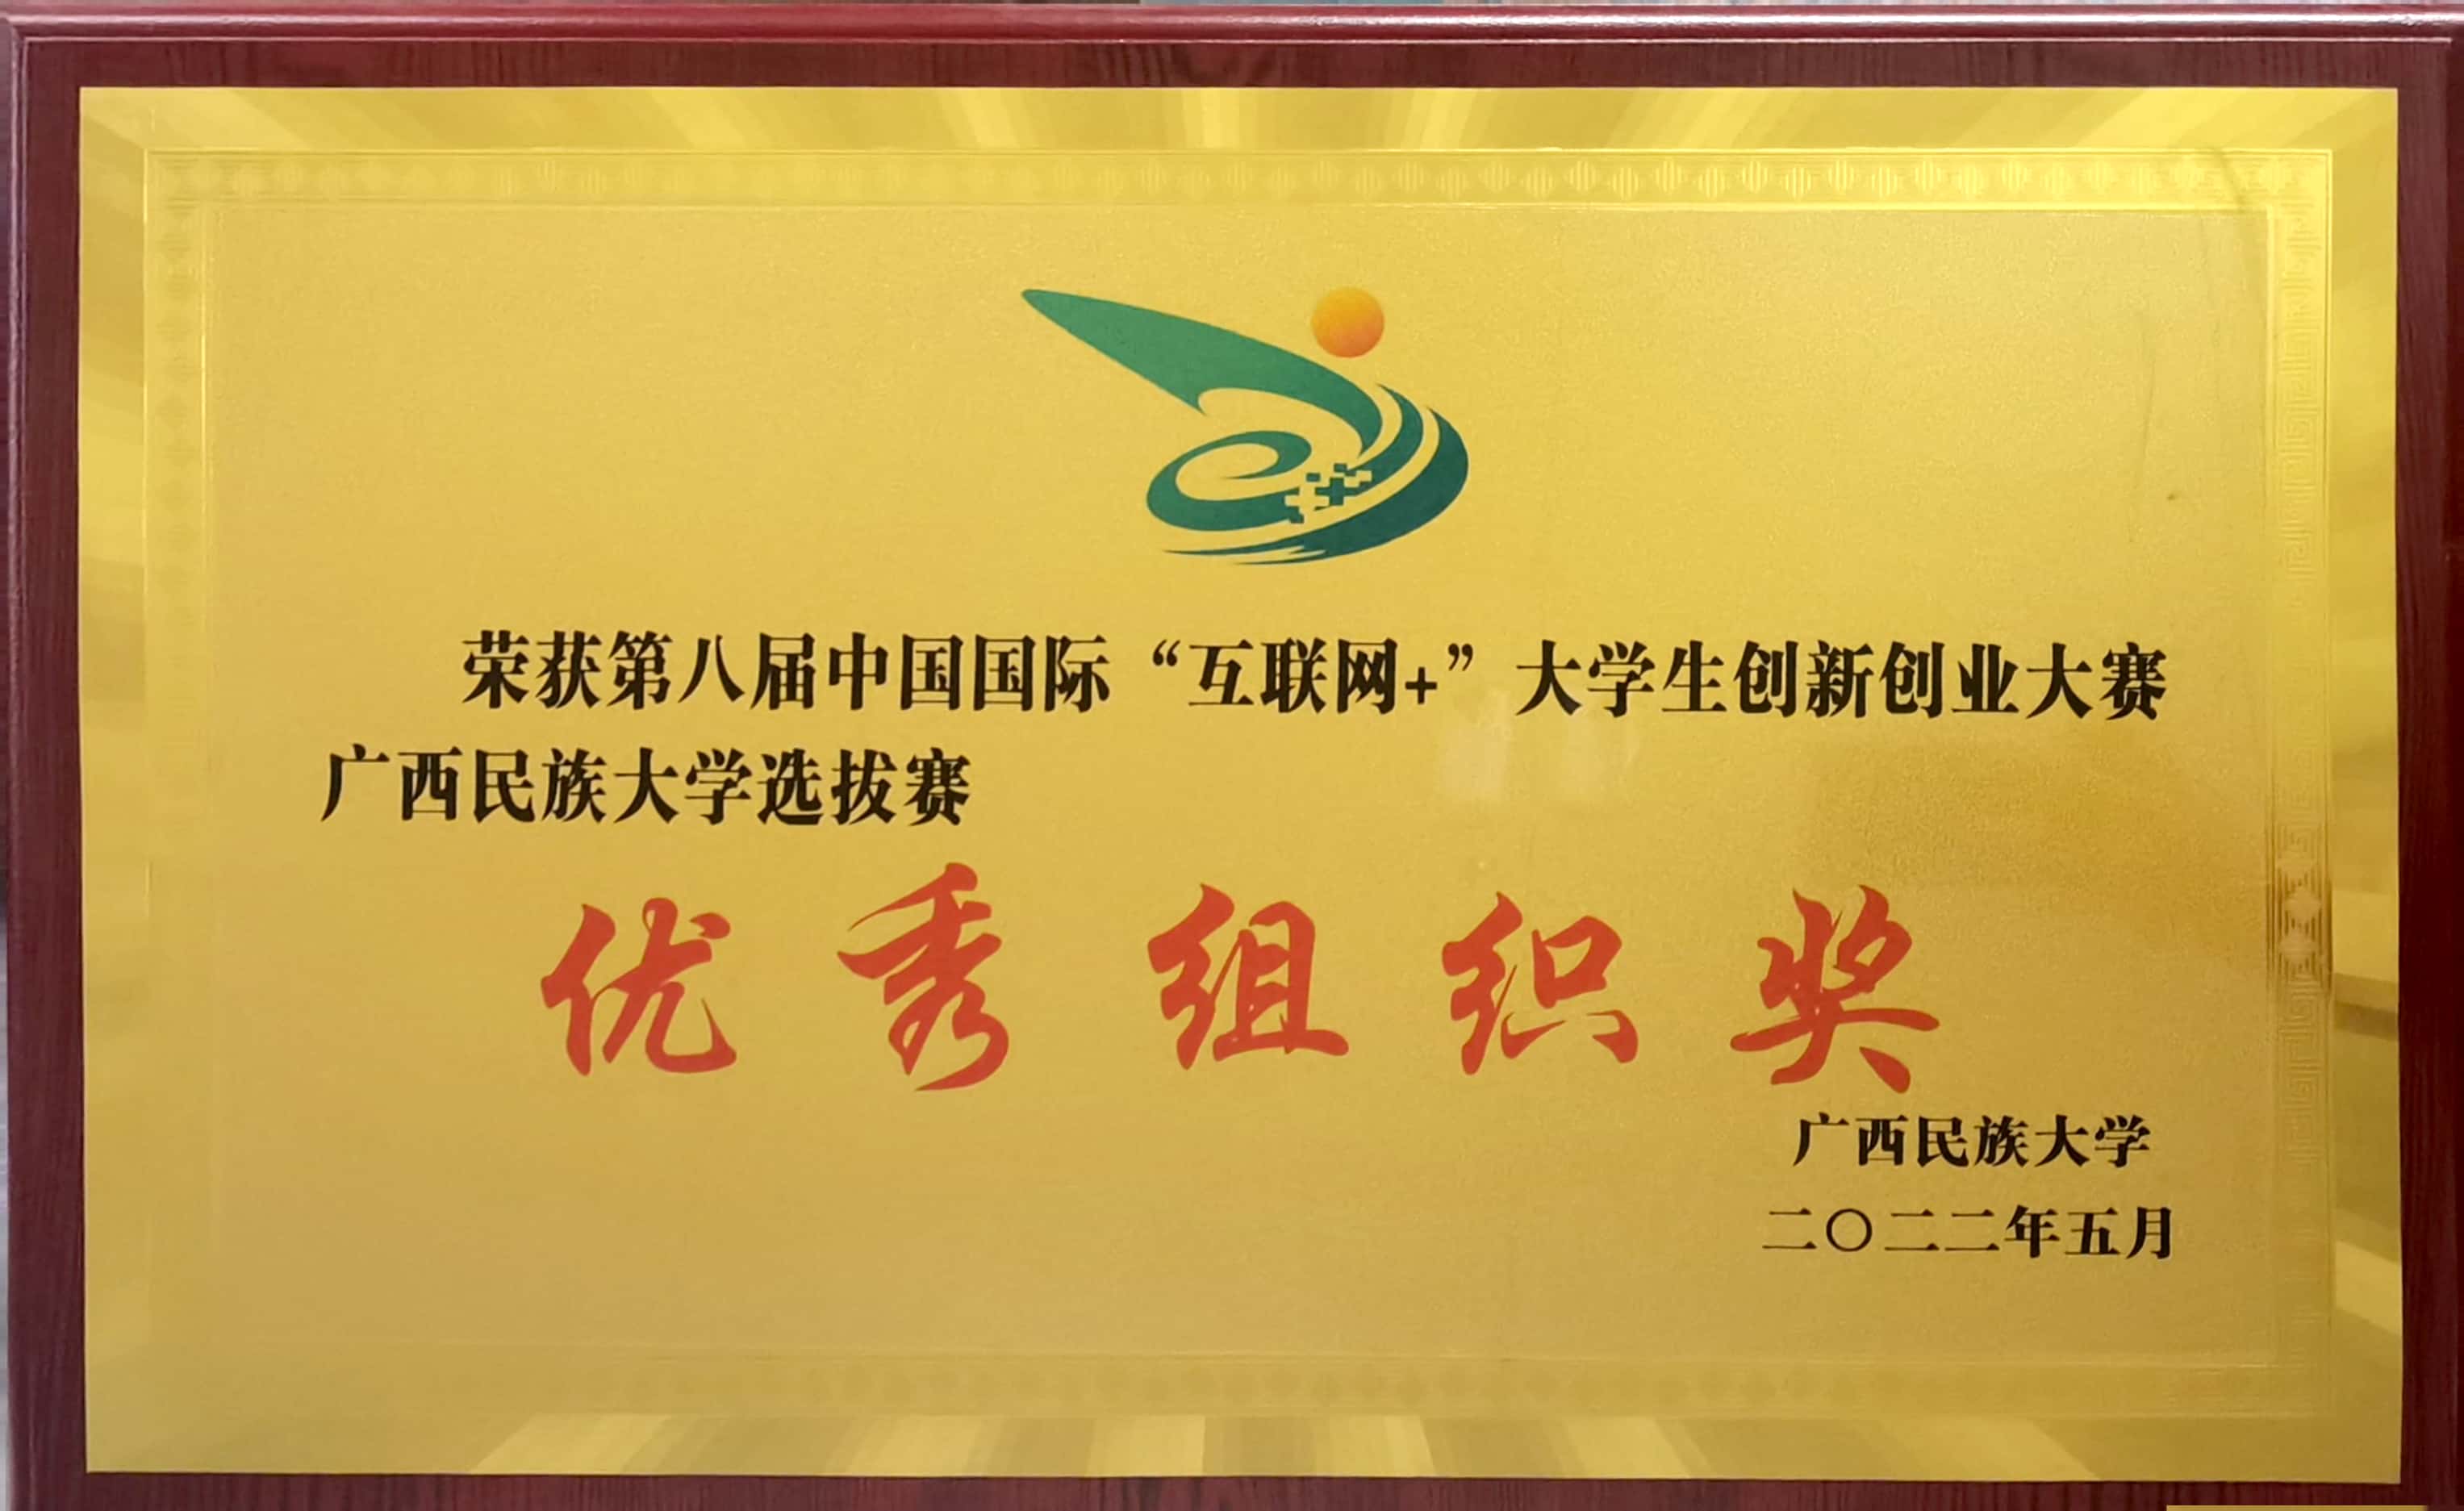 荣获第八届中国国际“互联网+”大学生创新创业大赛
广西民族大学选拔赛
优秀组织奖
广西民族大学
二〇二二年五月